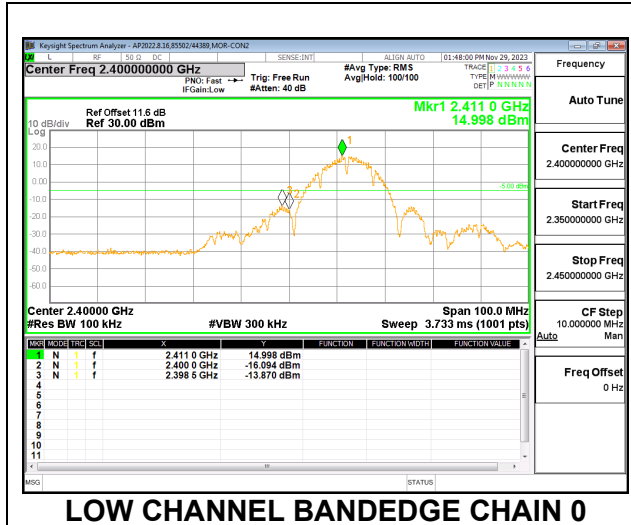 Keysight Spectrum Analyzer - AP2022.8.16,85502/44389,MOR-CON2
L RF 50 Ω DC SENSE:INT ALIGN AUTO 01:48:00 PM Nov 29, 2023
Center Freq 2.400000000 GHz
PNO: Fast
IFGain:Low
Trig: Free Run
#Atten: 40 dB
#Avg Type: RMS
Avg|Hold: 100/100
TRACE 1 2 3 4 5 6
TYPE M WWWWW
DET P N N N N N
Frequency
Auto Tune
Center Freq
2.400000000 GHz
Start Freq
2.350000000 GHz
Stop Freq
2.450000000 GHz
CF Step
10.000000 MHz
Auto Man
Freq Offset
0 Hz
Ref Offset 11.6 dB
10 dB/div Ref 30.00 dBm
Mkr1 2.411 0 GHz
14.998 dBm
Log
20.0
10.0
0.00
-10.0
-20.0
-30.0
-40.0
-50.0
-60.0
1
2
-5.00 dBm
Center 2.40000 GHz Span 100.0 MHz
#Res BW 100 kHz #VBW 300 kHz Sweep 3.733 ms (1001 pts)
MKR MODE TRC SCL X Y FUNCTION FUNCTION WIDTH FUNCTION VALUE
1 N 1 f 2.411 0 GHz 14.998 dBm
2 N 1 f 2.400 0 GHz -16.094 dBm
3 N 1 f 2.398 5 GHz -13.870 dBm
4
5
6
7
8
9
10
11
MSG STATUS
LOW CHANNEL BANDEDGE CHAIN 0